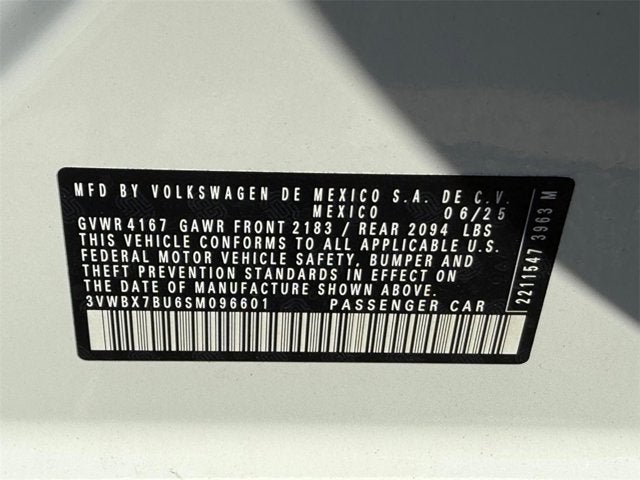 MFD BY VOLKSWAGEN DE MEXICO S.A. DE C.V.
MEXICO 06/25
GVWR 4167 GAWR FRONT 2183 / REAR 2094 LBS
THIS VEHICLE CONFORMS TO ALL APPLICABLE U.S.
FEDERAL MOTOR VEHICLE SAFETY, BUMPER AND
THEFT PREVENTION STANDARDS IN EFFECT ON
THE DATE OF MANUFACTURE SHOWN ABOVE.
3VWBX7BU6SM096601 PASSENGER CAR
2211547 3963 M